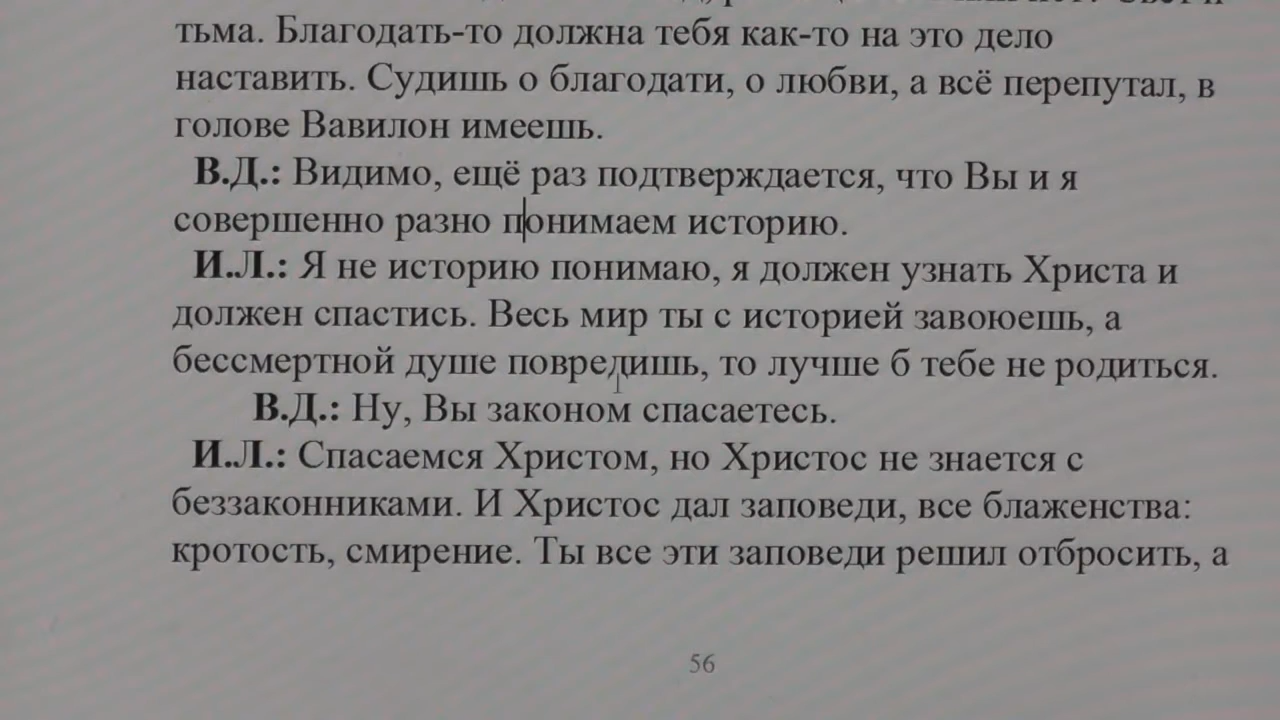 тьма. Благодать-то должна тебя как-то на это дело
наставить. Судишь о благодати, о любви, а всё перепутал, в
голове Вавилон имеешь.
В.Д.: Видимо, ещё раз подтверждается, что Вы и я
совершенно разно понимаем историю.
И.Л.: Я не историю понимаю, я должен узнать Христа и
должен спастись. Весь мир ты с историей завоюешь, а
бессмертной душе повредишь, то лучше б тебе не родиться.
В.Д.: Ну, Вы законом спасаетесь.
И.Л.: Спасаемся Христом, но Христос не знается с
беззаконниками. И Христос дал заповеди, все блаженства:
кротость, смирение. Ты все эти заповеди решил отбросить, а
56